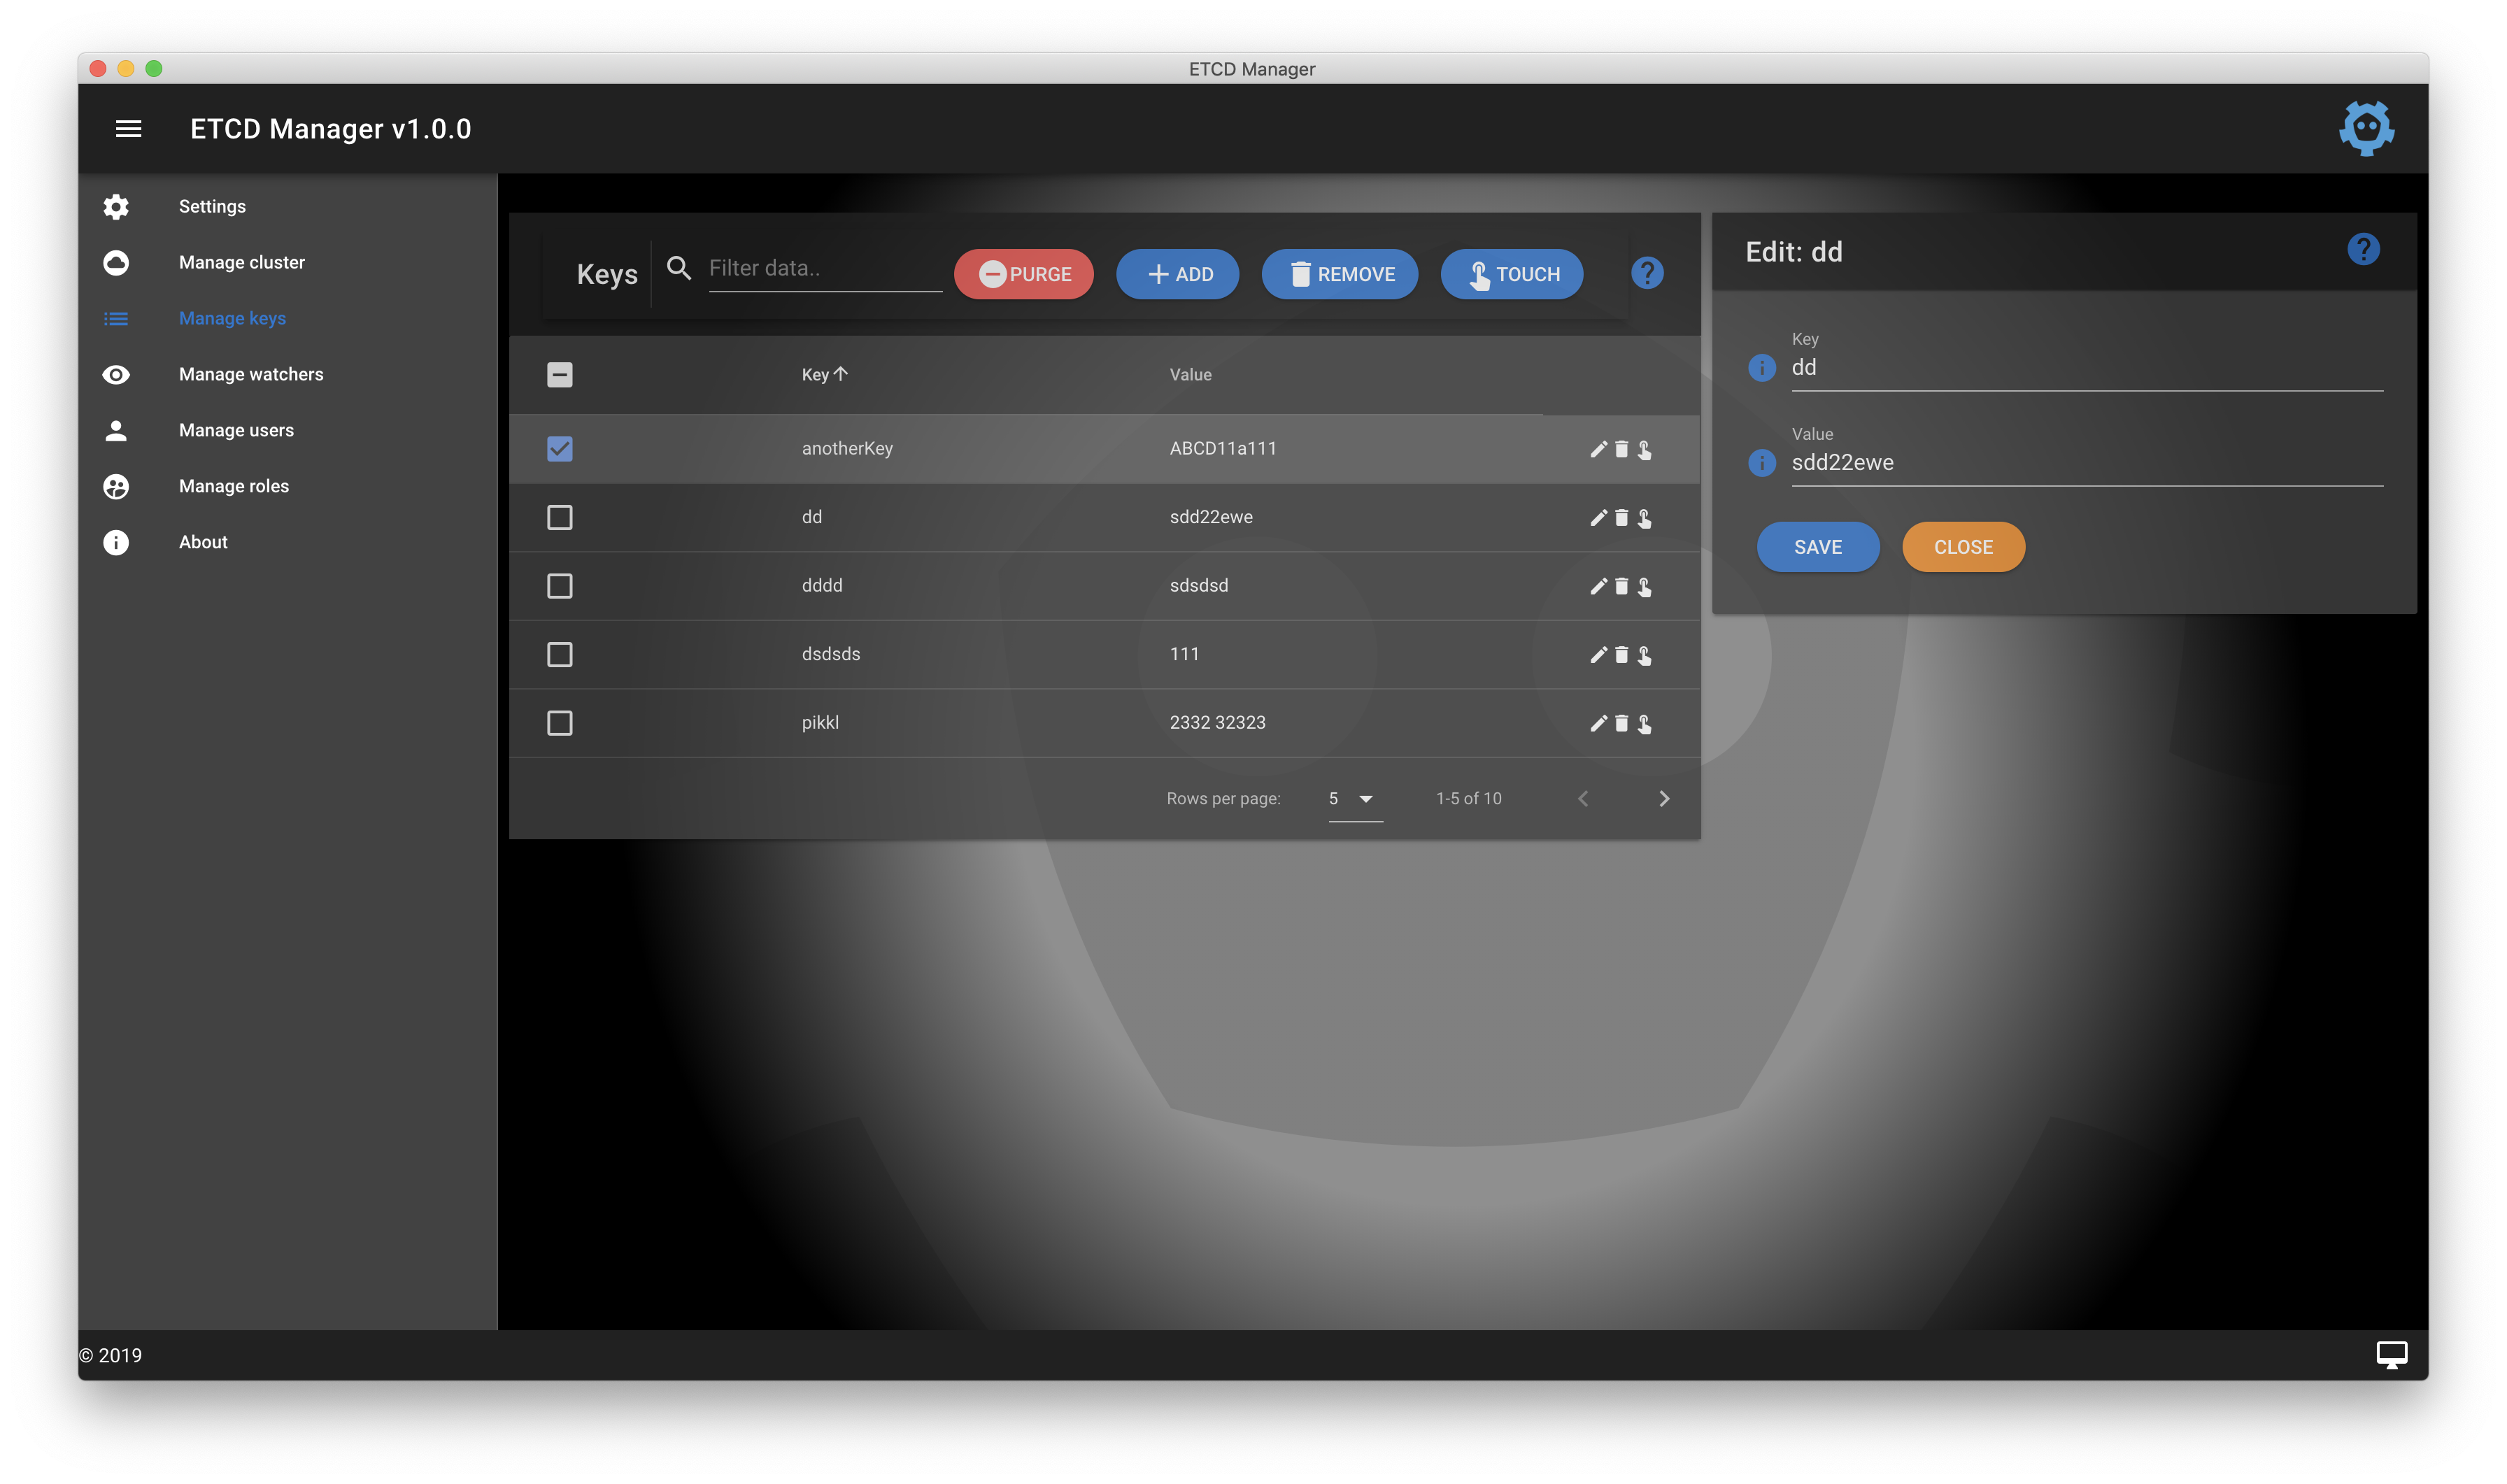 ETCD Manager
ETCD Manager v1.0.0
Settings
Manage cluster
Manage keys
Manage watchers
Manage users
Manage roles
About
Keys Filter data.. PURGE ADD REMOVE TOUCH
Key Value
anotherKey ABCD11a111
dd sdd22ewe
dddd sdsdsd
dsdsds 111
pikkl 2332 32323
Rows per page: 5 1-5 of 10
Edit: dd
Key
dd
Value
sdd22ewe
SAVE CLOSE
© 2019